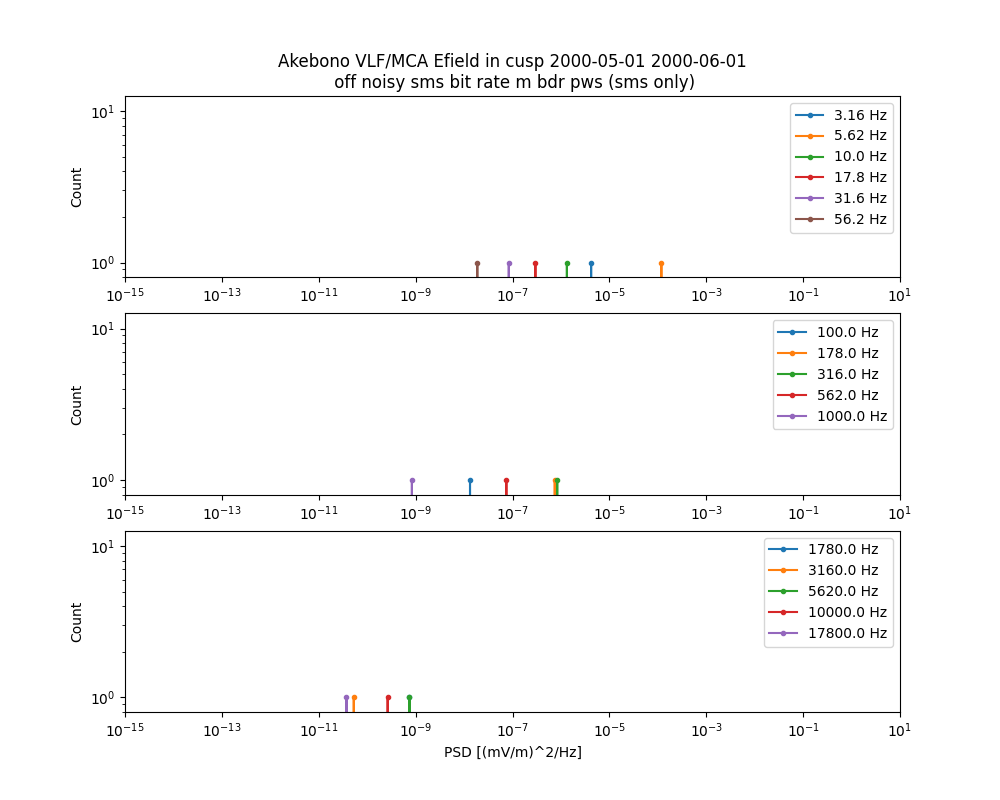 Akebono VLF/MCA Efield in cusp 2000-05-01 2000-06-01
off noisy sms bit rate m bdr pws (sms only)
10^1
10^0
Count
3.16 Hz
5.62 Hz
10.0 Hz
17.8 Hz
31.6 Hz
56.2 Hz
10^-15 10^-13 10^-11 10^-9 10^-7 10^-5 10^-3 10^-1 10^1
10^1
10^0
Count
100.0 Hz
178.0 Hz
316.0 Hz
562.0 Hz
1000.0 Hz
10^-15 10^-13 10^-11 10^-9 10^-7 10^-5 10^-3 10^-1 10^1
10^1
10^0
Count
1780.0 Hz
3160.0 Hz
5620.0 Hz
10000.0 Hz
17800.0 Hz
10^-15 10^-13 10^-11 10^-9 10^-7 10^-5 10^-3 10^-1 10^1
PSD [(mV/m)^2/Hz]